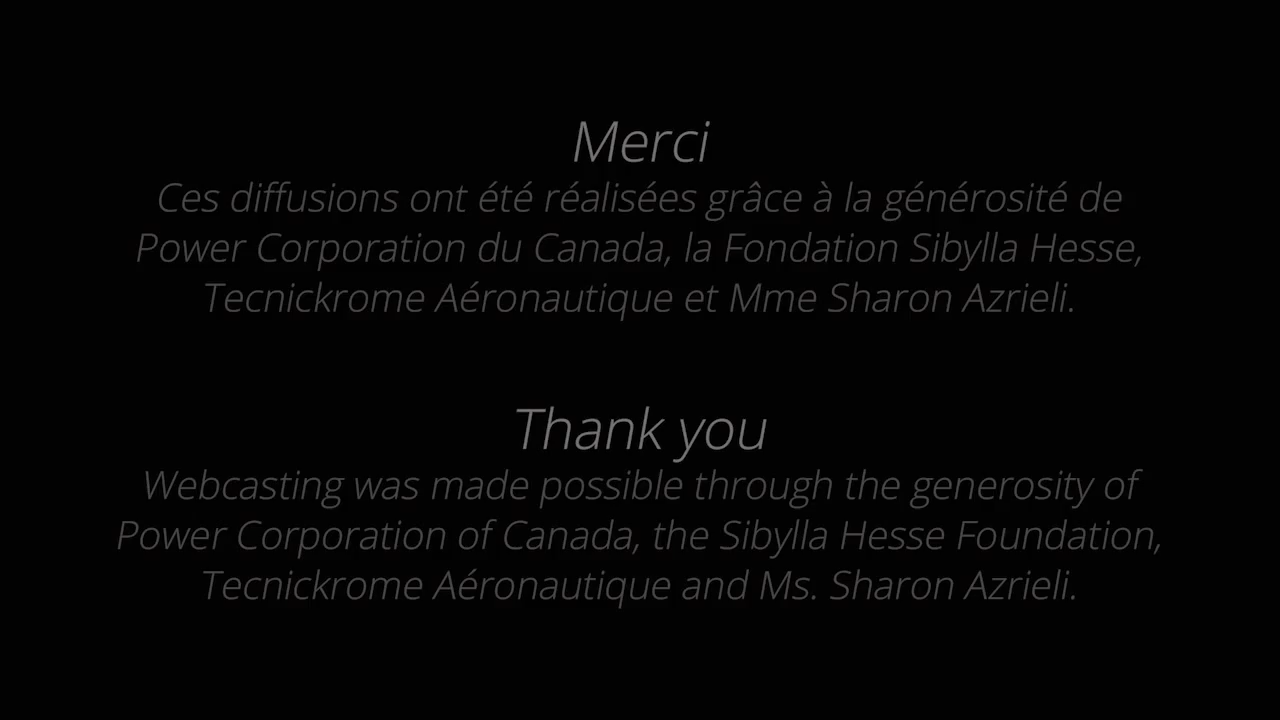 Merci
Ces diffusions ont été réalisées grâce à la générosité de
Power Corporation du Canada, la Fondation Sibylla Hesse,
Tecnickrome Aéronautique et Mme Sharon Azrieli.
Thank you
Webcasting was made possible through the generosity of
Power Corporation of Canada, the Sibylla Hesse Foundation,
Tecnickrome Aéronautique and Ms. Sharon Azrieli.